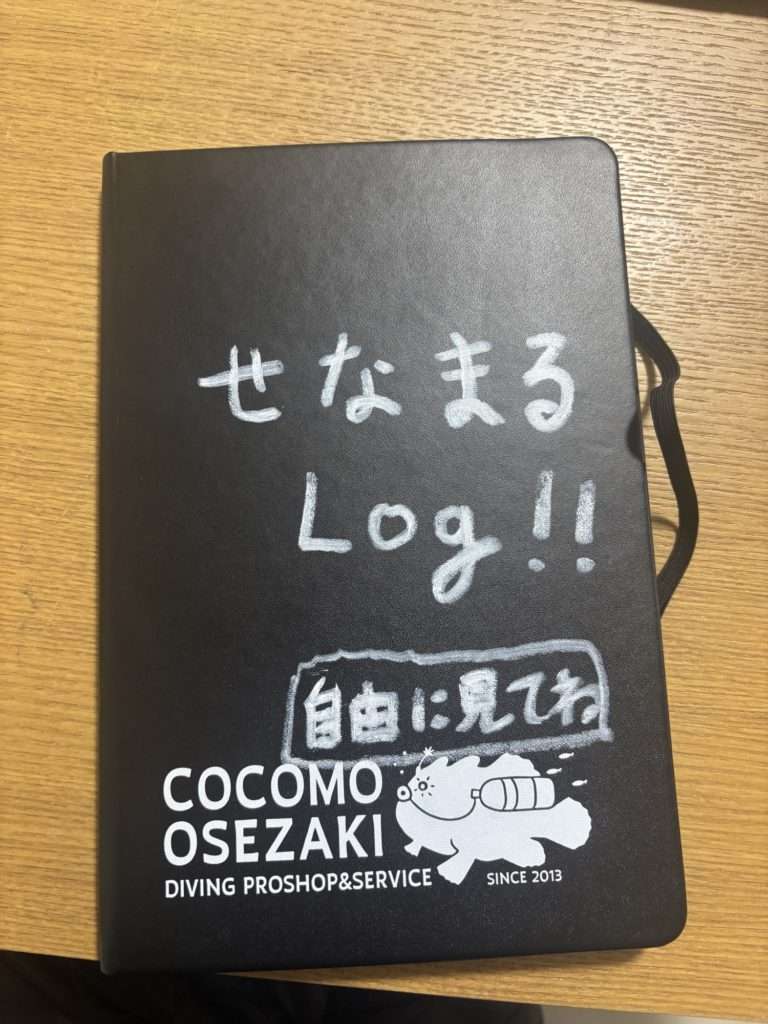 せなまる
Log!!
自由に見てね
COCOMO
OSEZAKI
DIVING PROSHOP&SERVICE
SINCE 2013